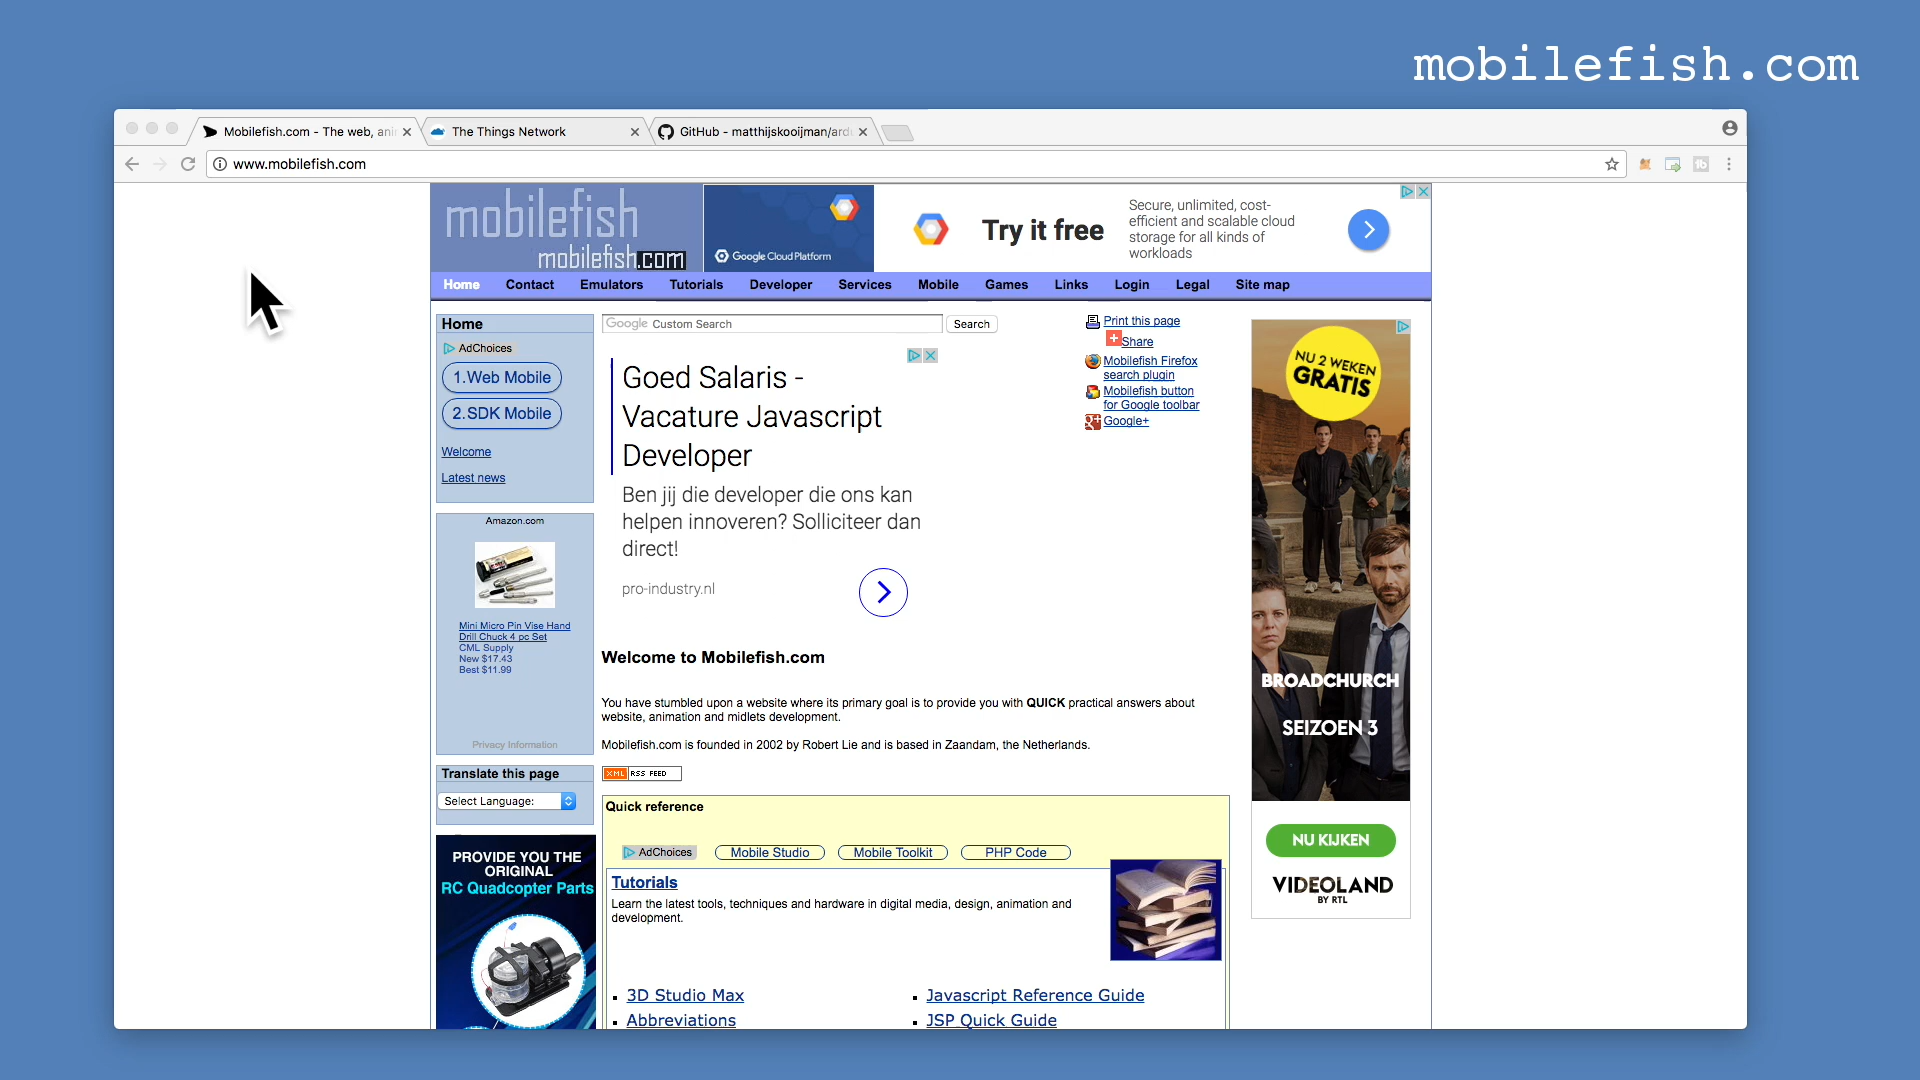 mobilefish.com
Mobilefish.com - The web, ani
The Things Network
GitHub - matthijskooijman/ard
www.mobilefish.com
mobilefish
mobilefish.com
Google Cloud Platform
Try it free
Secure, unlimited, cost-
efficient and scalable cloud
storage for all kinds of
workloads
Home Contact Emulators Tutorials Developer Services Mobile Games Links Login Legal Site map
Home
AdChoices
1.Web Mobile
2.SDK Mobile
Welcome
Latest news
Amazon.com
Mini Micro Pin Vise Hand
Drill Chuck 4 pc Set
CML Supply
New $17.43
Best $11.99
Privacy Information
Translate this page
Select Language:
PROVIDE YOU THE
ORIGINAL
RC Quadcopter Parts
Google Custom Search
Search
Goed Salaris -
Vacature Javascript
Developer
Ben jij die developer die ons kan
helpen innoveren? Solliciteer dan
direct!
pro-industry.nl
Print this page
Share
Mobilefish Firefox
search plugin
Mobilefish button
for Google toolbar
Google+
Welcome to Mobilefish.com
You have stumbled upon a website where its primary goal is to provide you with QUICK practical answers about
website, animation and midlets development.
Mobilefish.com is founded in 2002 by Robert Lie and is based in Zaandam, the Netherlands.
XML RSS FEED
Quick reference
AdChoices
Mobile Studio
Mobile Toolkit
PHP Code
Tutorials
Learn the latest tools, techniques and hardware in digital media, design, animation and
development.
3D Studio Max
Abbreviations
Javascript Reference Guide
JSP Quick Guide
NU 2 WEKEN
GRATIS
BROADCHURCH
SEIZOEN 3
NU KIJKEN
VIDEOLAND
BY RTL